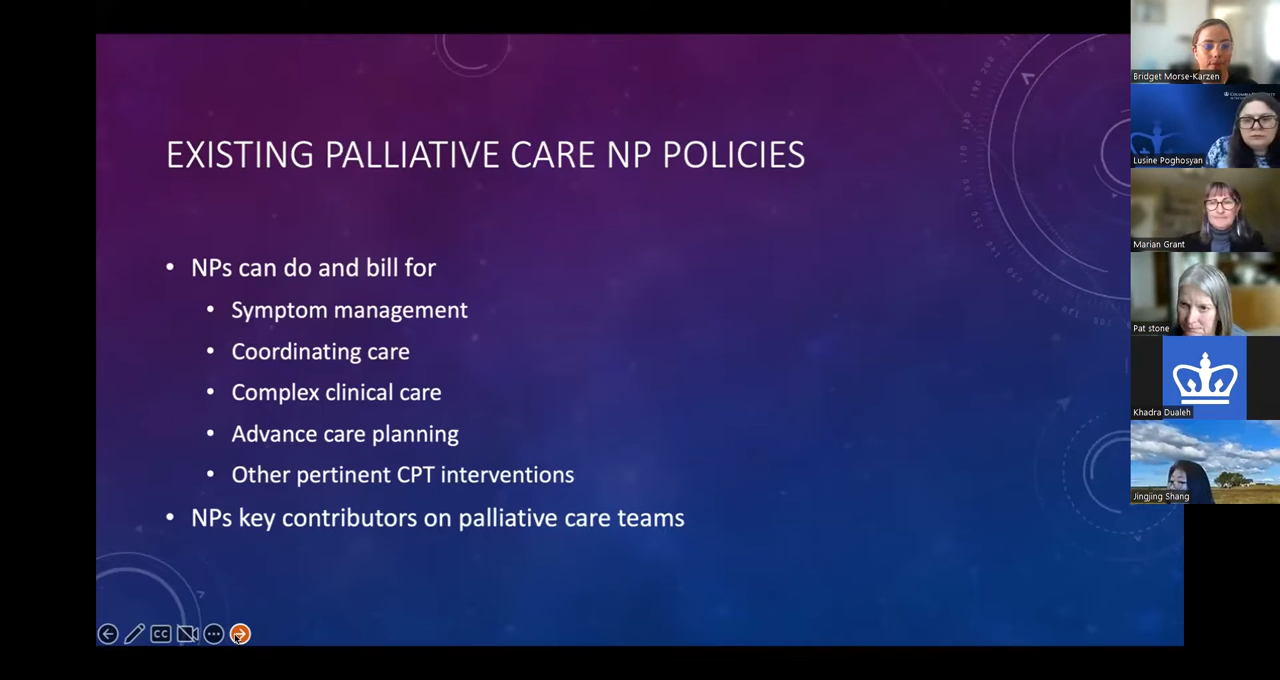 EXISTING PALLIATIVE CARE NP POLICIES
• NPs can do and bill for
• Symptom management
• Coordinating care
• Complex clinical care
• Advance care planning
• Other pertinent CPT interventions
• NPs key contributors on palliative care teams
CC
Bridget Morse-Karzen
Lusine Poghosyan
Marian Grant
Pat stone
Khadra Dualeh
Jingjing Shang